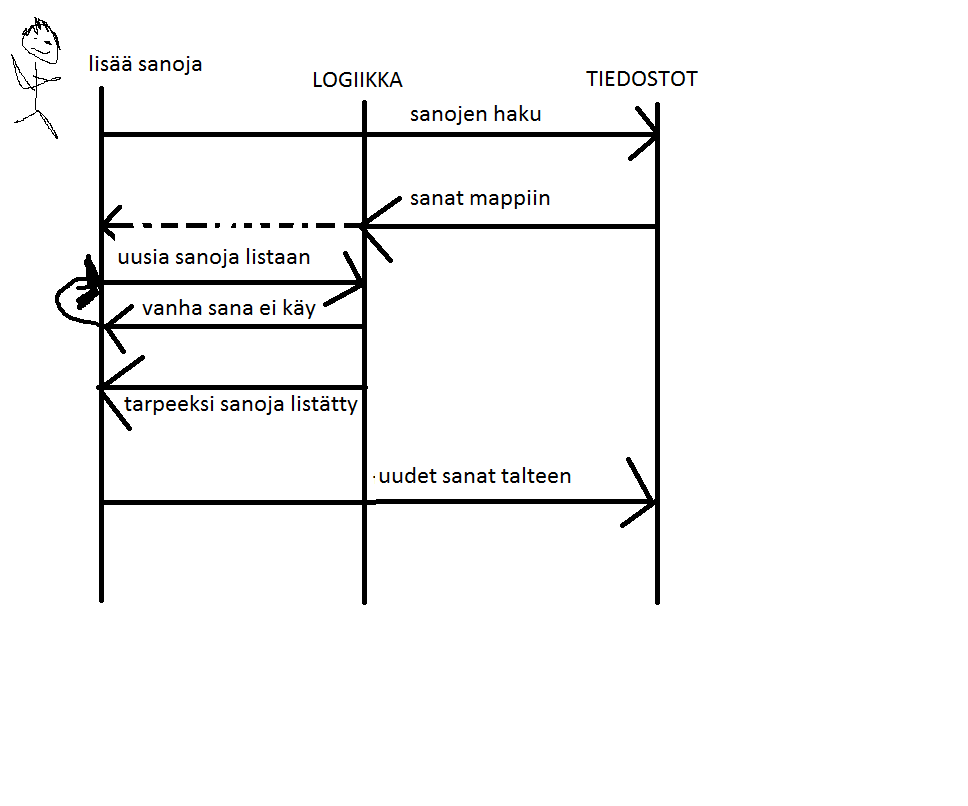 lisää sanoja
LOGIIKKA
TIEDOSTOT
sanojen haku
sanat mappiin
uusia sanoja listaan
vanha sana ei käy
tarpeeksi sanoja listätty
uudet sanat talteen